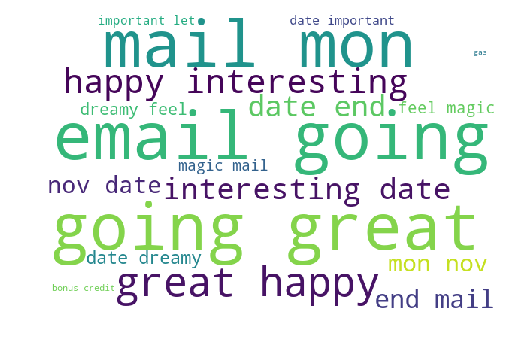 important let date important
mail mon
gas
happy interesting
dreamy feel date end feel magic
email going
magic mail
nov date interesting date
going great
date dreamy mon nov
bonus credit great happy end mail